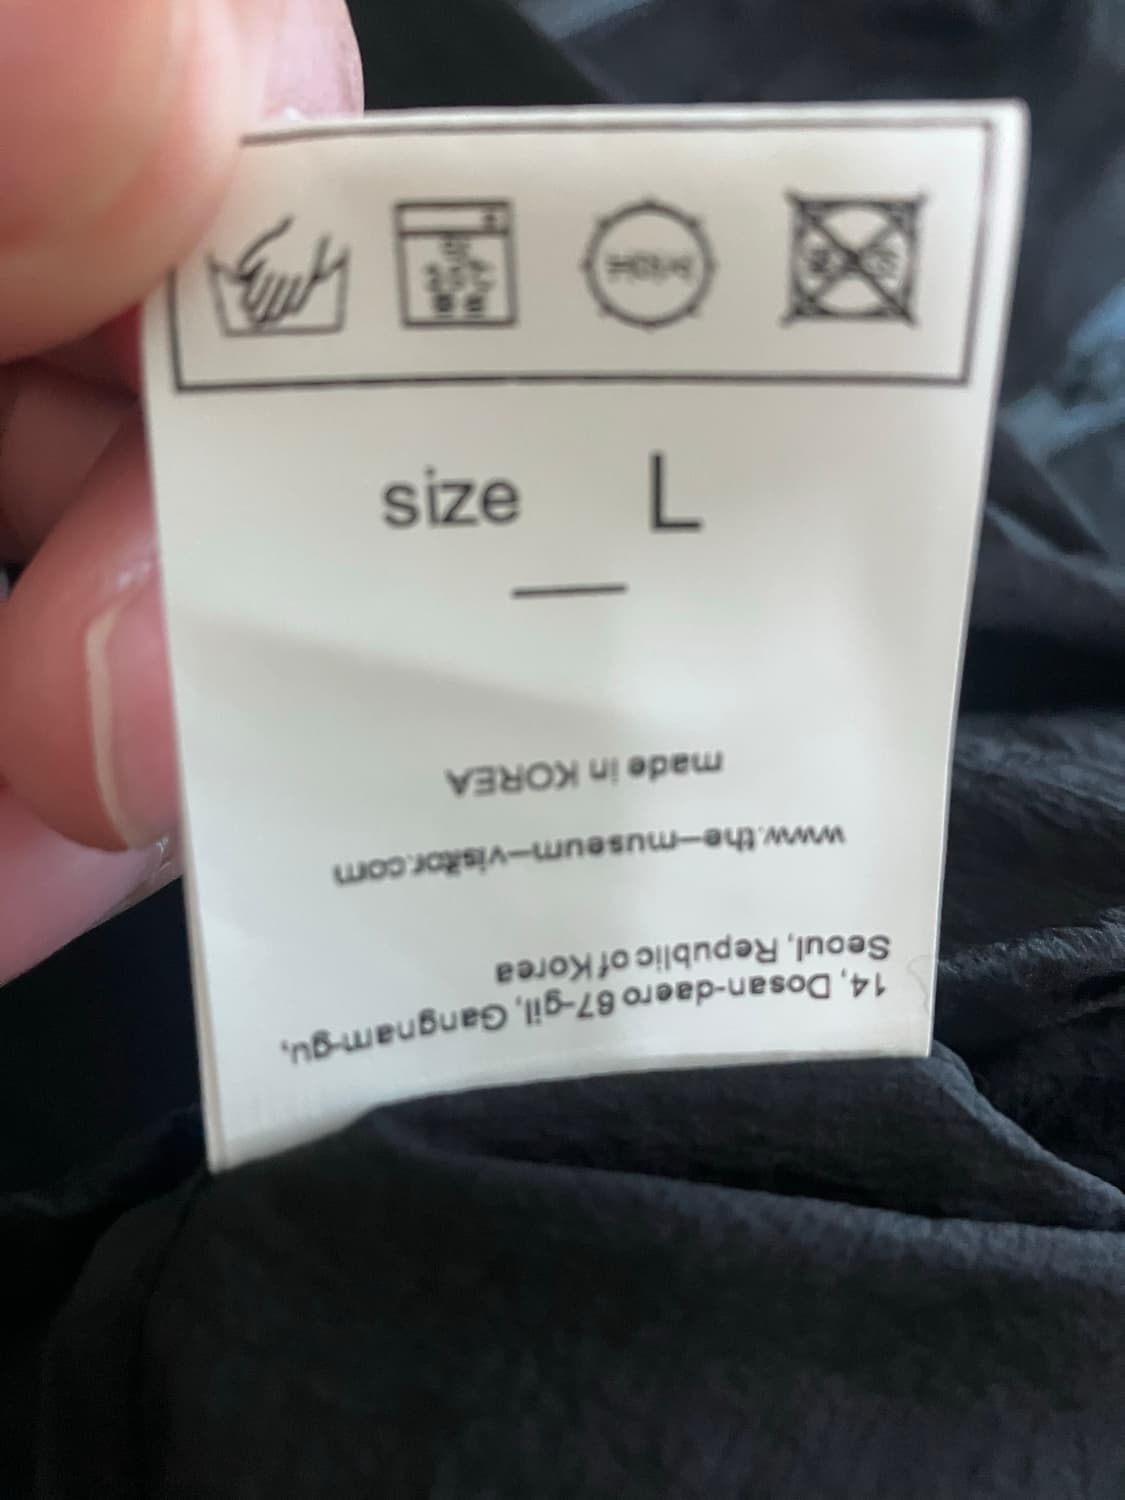 size L
made in KOREA
www.the-museum-visitor.com
14, Dosan-daero 87-gil, Gangnam-gu,
Seoul, Republic of Korea